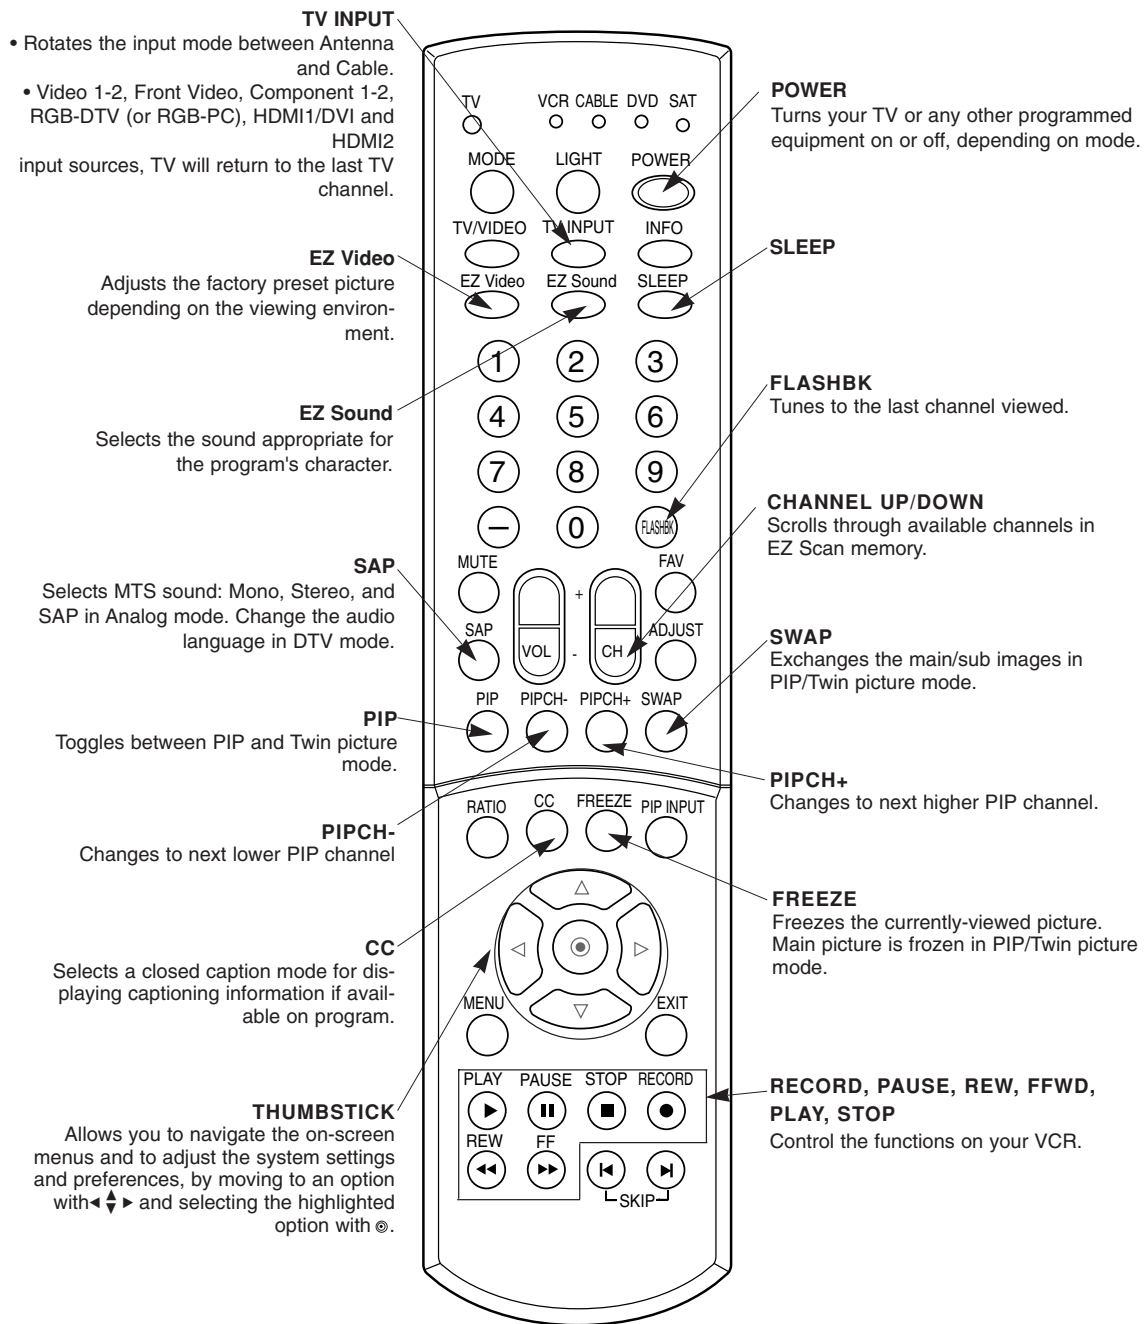 TV INPUT
• Rotates the input mode between Antenna
and Cable.
• Video 1-2, Front Video, Component 1-2,
RGB-DTV (or RGB-PC), HDMI1/DVI and
HDMI2
input sources, TV will return to the last TV
channel.
EZ Video
Adjusts the factory preset picture
depending on the viewing environ-
ment.
EZ Sound
Selects the sound appropriate for
the program's character.
SAP
Selects MTS sound: Mono, Stereo, and
SAP in Analog mode. Change the audio
language in DTV mode.
PIP
Toggles between PIP and Twin picture
mode.
PIPCH-
Changes to next lower PIP channel
CC
Selects a closed caption mode for dis-
playing captioning information if avail-
able on program.
THUMBSTICK
Allows you to navigate the on-screen
menus and to adjust the system settings
and preferences, by moving to an option
with◄ ▲▼ ► and selecting the highlighted
option with ◎.
TV VCR CABLE DVD SAT
MODE LIGHT POWER
TV/VIDEO TV INPUT INFO
EZ Video EZ Sound SLEEP
1 2 3
4 5 6
7 8 9
— 0 FLASHBK
MUTE + FAV
SAP VOL - CH ADJUST
PIP PIPCH- PIPCH+ SWAP
RATIO CC FREEZE PIP INPUT
MENU EXIT
PLAY PAUSE STOP RECORD
REW FF
SKIP
POWER
Turns your TV or any other programmed
equipment on or off, depending on mode.
SLEEP
FLASHBK
Tunes to the last channel viewed.
CHANNEL UP/DOWN
Scrolls through available channels in
EZ Scan memory.
SWAP
Exchanges the main/sub images in
PIP/Twin picture mode.
PIPCH+
Changes to next higher PIP channel.
FREEZE
Freezes the currently-viewed picture.
Main picture is frozen in PIP/Twin picture
mode.
RECORD, PAUSE, REW, FFWD,
PLAY, STOP
Control the functions on your VCR.